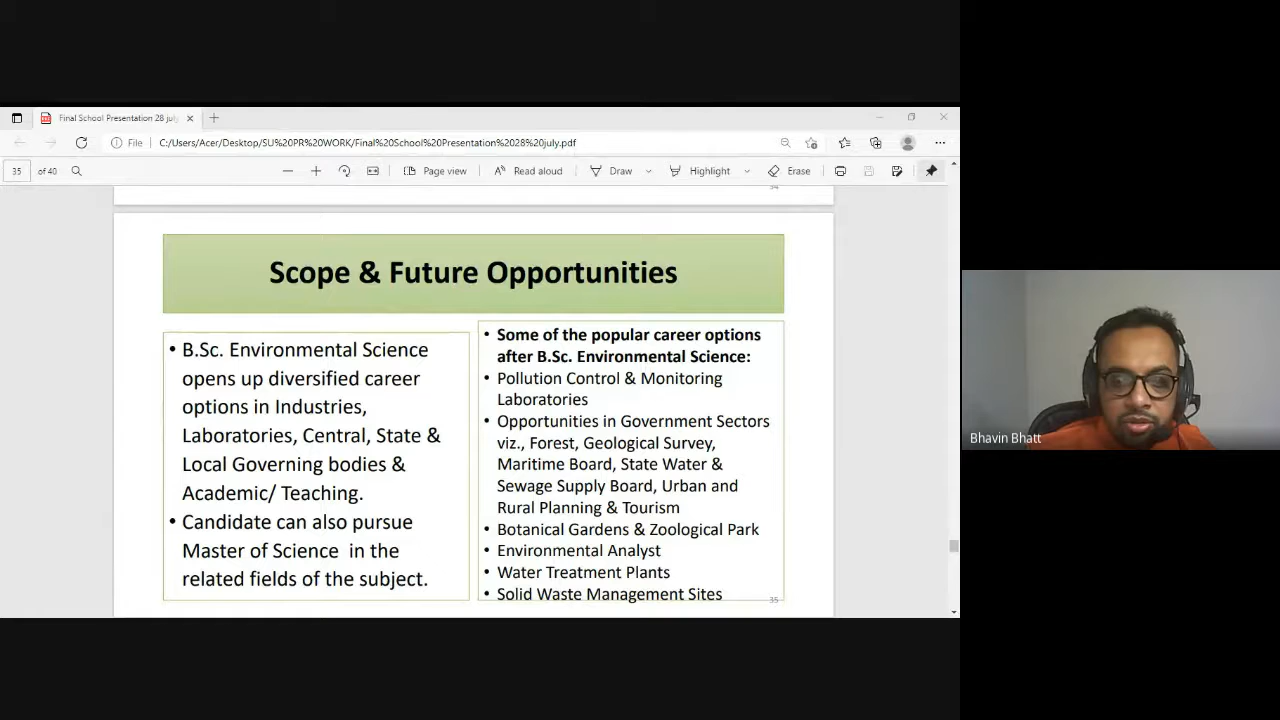 Final School Presentation 28 july
File
C:/Users/Acer/Desktop/SU%20PR%20WORK/Final%20School%20Presentation%2028%20july.pdf
35 of 40
Page view
Read aloud
Draw
Highlight
Erase
34
Scope & Future Opportunities
• B.Sc. Environmental Science
opens up diversified career
options in Industries,
Laboratories, Central, State &
Local Governing bodies &
Academic/ Teaching.
• Candidate can also pursue
Master of Science in the
related fields of the subject.
• Some of the popular career options
after B.Sc. Environmental Science:
• Pollution Control & Monitoring
Laboratories
• Opportunities in Government Sectors
viz., Forest, Geological Survey,
Maritime Board, State Water &
Sewage Supply Board, Urban and
Rural Planning & Tourism
• Botanical Gardens & Zoological Park
• Environmental Analyst
• Water Treatment Plants
• Solid Waste Management Sites
35
Bhavin Bhatt